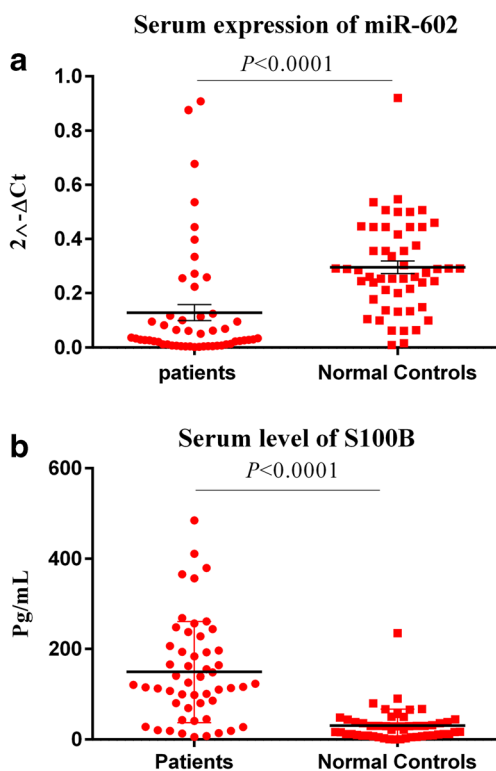 Serum expression of miR-602
a
P<0.0001
1.0
0.8
0.6
0.4
0.2
0.0
2^-ΔCt
patients
Normal Controls
Serum level of S100B
b
P<0.0001
600
400
200
0
Pg/mL
Patients
Normal Controls